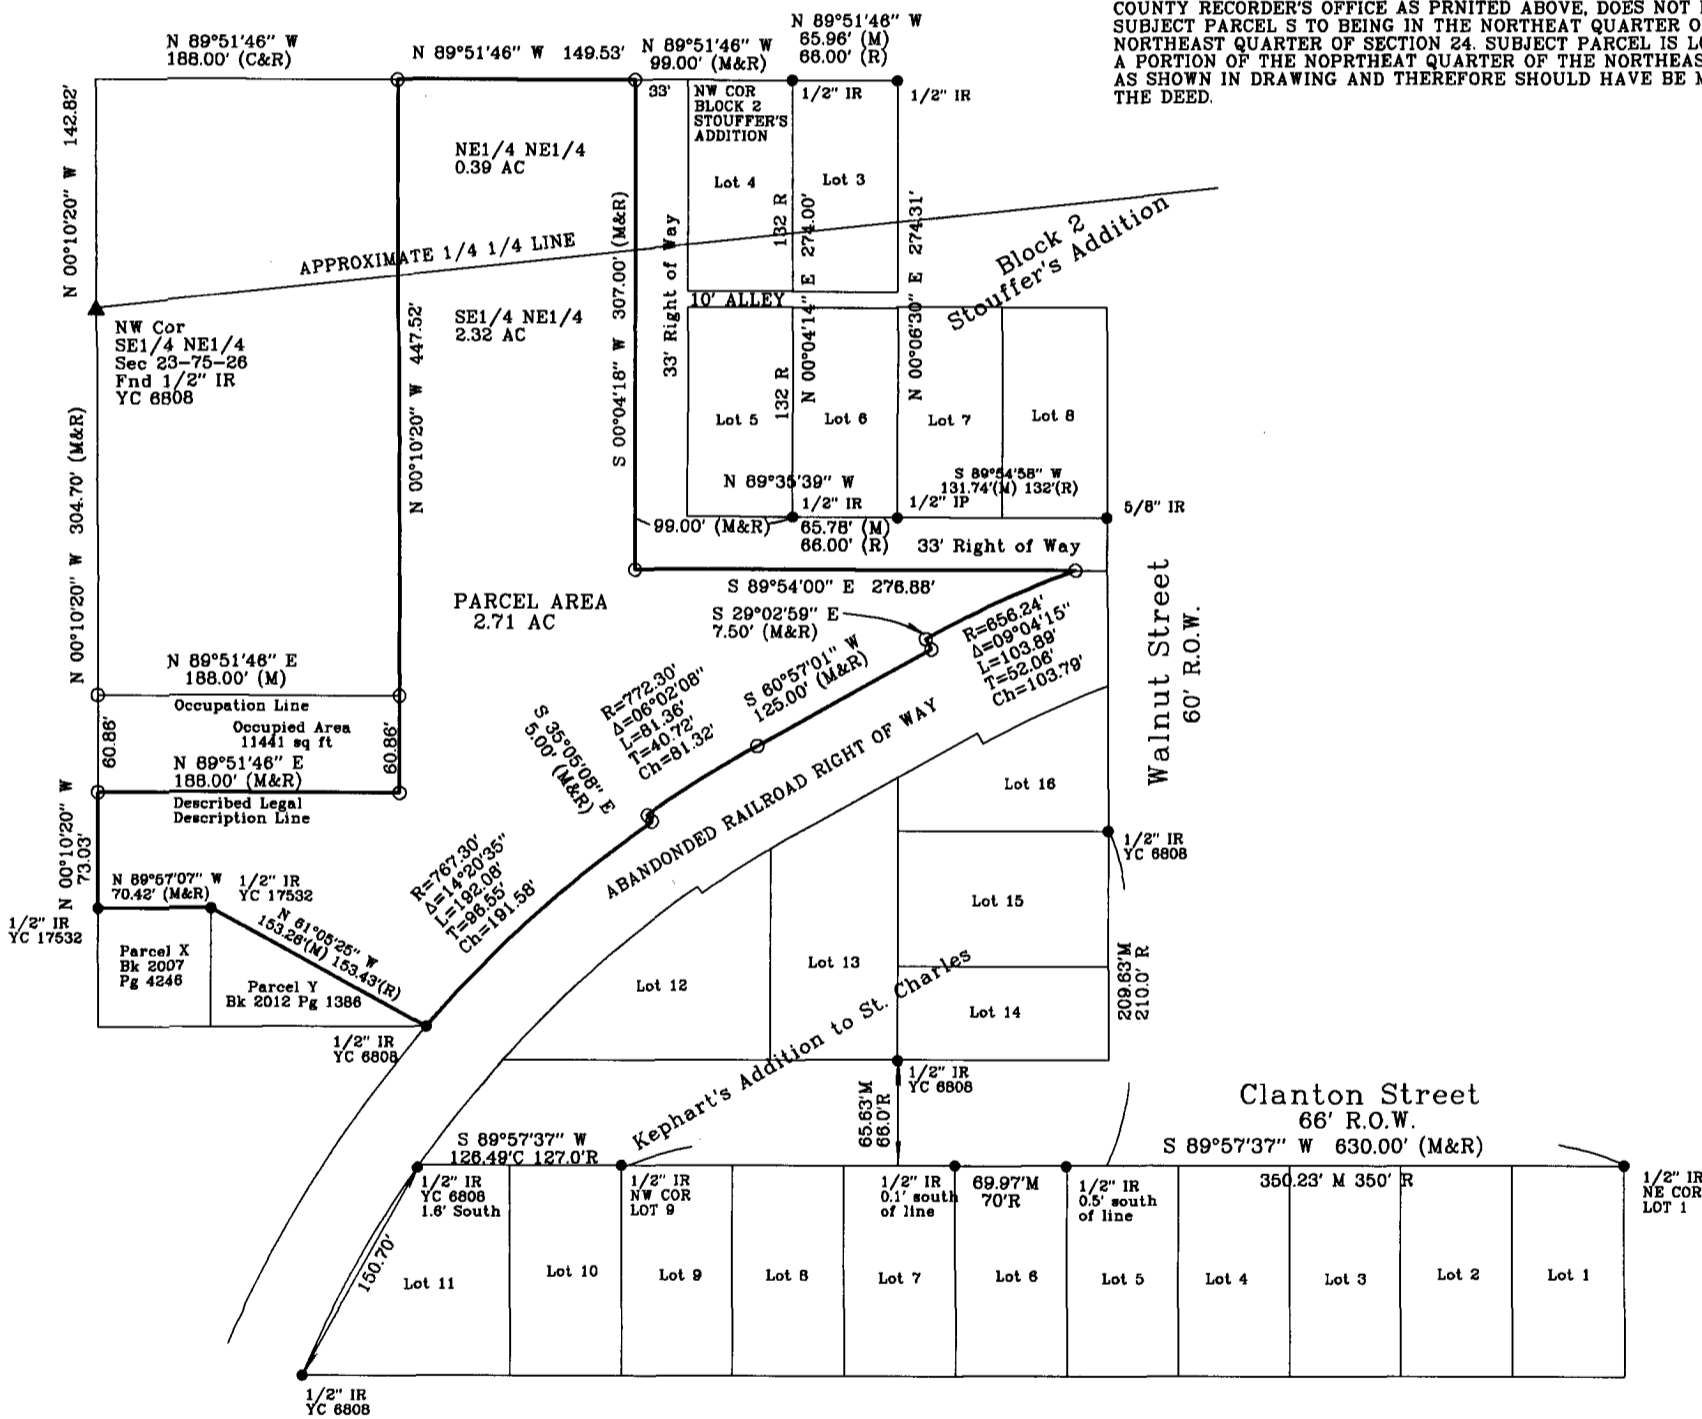 COUNTY RECORDER'S OFFICE AS PRNITED ABOVE, DOES NOT
SUBJECT PARCEL S TO BEING IN THE NORTHEAT QUARTER
NORTHEAST QUARTER OF SECTION 24. SUBJECT PARCEL IS
A PORTION OF THE NOPRTHEAT QUARTER OF THE
AS SHOWN IN DRAWING AND THEREFORE SHOULD HAVE BE
THE DEED.
N 89°51'46" W
188.00' (C&R)
N 89°51'46" W 149.53'
N 89°51'46" W
99.00' (M&R)
N 89°51'46" W
65.96' (M)
66.00' (R)
N 00°10'20" W 142.82'
33'
NW COR
BLOCK 2
STOUFFER'S
ADDITION
1/2" IR
1/2" IR
NE1/4 NE1/4
0.39 AC
Lot 4
Lot 3
APPROXIMATE 1/4 1/4 LINE
S 00°04'18" W 307.00' (M&R)
33' Right of Way
132 R
N 00°04'14" E 274.00'
N 00°06'30" E 274.31'
Block 2
Stouffer's Addition
10' ALLEY
NW Cor
SE1/4 NE1/4
Sec 23-75-26
Fnd 1/2" IR
YC 6808
SE1/4 NE1/4
2.32 AC
N 00°10'20" W 447.52'
132 R
Lot 5
Lot 6
Lot 7
Lot 8
N 00°10'20" W 304.70' (M&R)
N 89°35'39" W
S 89°54'58" W
131.74'(M) 132'(R)
1/2" IR
1/2" IP
5/8" IR
99.00' (M&R)
65.78' (M)
66.00' (R)
33' Right of Way
S 89°54'00" E 276.88'
PARCEL AREA
2.71 AC
S 29°02'59" E
7.50' (M&R)
R=656.24'
Δ=09°04'15"
L=103.89'
T=52.06'
Ch=103.79'
Walnut Street
60' R.O.W.
N 89°51'46" E
188.00' (M)
Occupation Line
Occupied Area
11441 sq ft
60.86'
60.86'
N 89°51'46" E
188.00' (M&R)
Described Legal
Description Line
S 60°57'01" W
125.00' (M&R)
R=772.30'
Δ=06°02'08"
L=81.36'
T=40.72'
Ch=81.32'
S 35°05'08" E
5.00' (M&R)
ABANDONDED RAILROAD RIGHT OF WAY
Lot 16
1/2" IR
YC 6808
N 00°10'20" W
73.03'
N 89°57'07" W
70.42' (M&R)
1/2" IR
YC 17532
1/2" IR
YC 17532
N 61°05'25" W
153.26'(M) 153.43'(R)
R=767.30'
Δ=14°20'35"
L=192.08'
T=96.55'
Ch=191.58'
Lot 15
Parcel X
Bk 2007
Pg 4246
Parcel Y
Bk 2012 Pg 1386
Lot 12
Lot 13
Lot 14
209.63'M
210.0' R
1/2" IR
YC 6808
Kephart's Addition to St. Charles
1/2" IR
YC 6808
65.63'M
66.0'R
Clanton Street
66' R.O.W.
S 89°57'37" W 630.00' (M&R)
S 89°57'37" W
126.49'C 127.0'R
1/2" IR
YC 6808
1.6' South
1/2" IR
NW COR
LOT 9
1/2" IR
0.1' south
of line
69.97'M
70'R
1/2" IR
0.5' south
of line
350.23' M 350' R
1/2" IR
NE COR
LOT 1
150.70'
Lot 11
Lot 10
Lot 9
Lot 8
Lot 7
Lot 6
Lot 5
Lot 4
Lot 3
Lot 2
Lot 1
1/2" IR
YC 6808